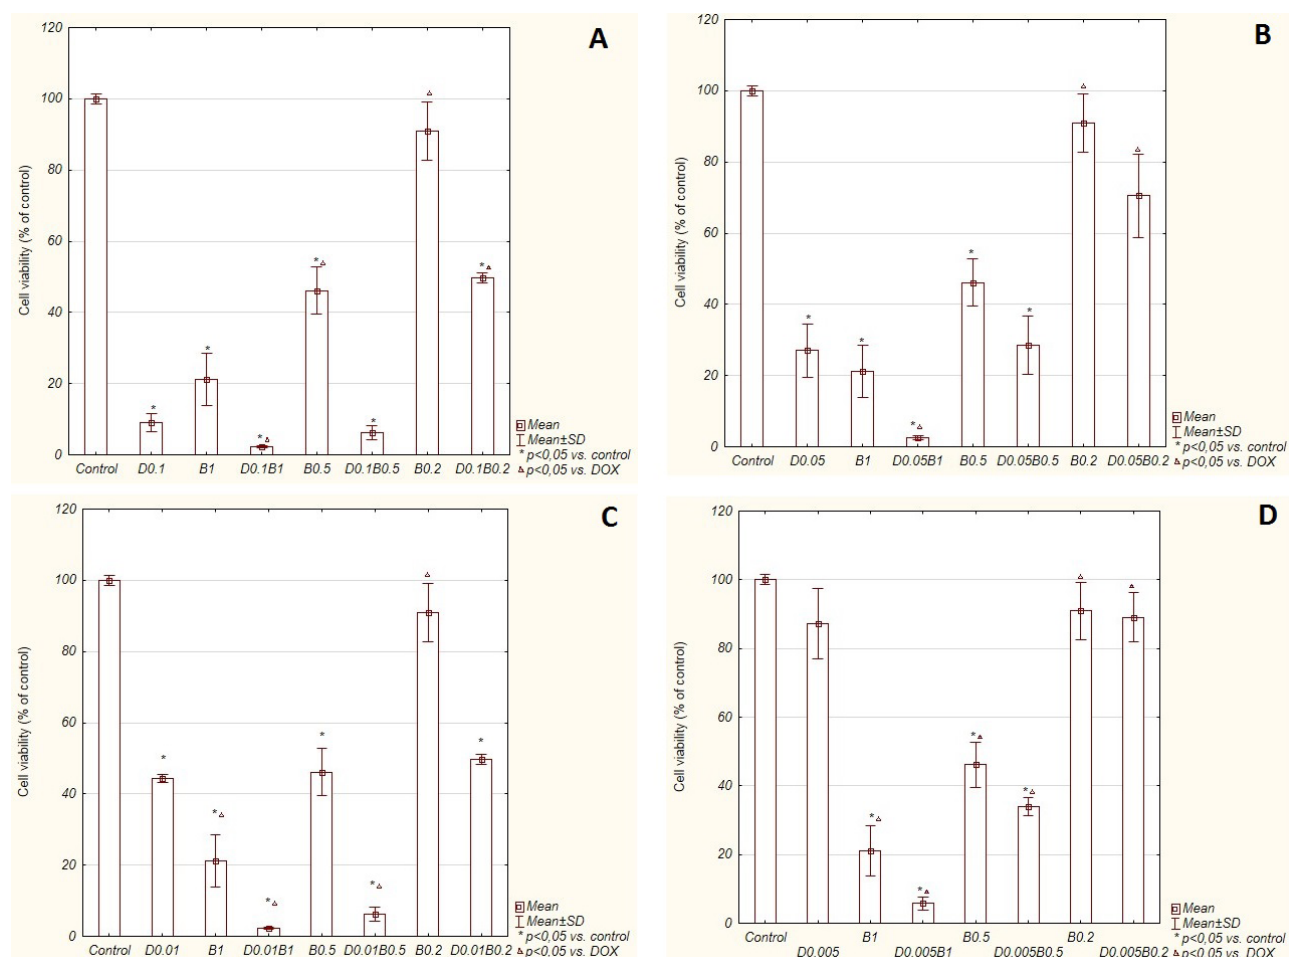 A
120
100
80
60
40
20
0
Cell viability (% of control)
* * *△ *△ * △ *△
Control D0.1 B1 D0.1B1 B0.5 D0.1B0.5 B0.2 D0.1B0.2
Mean
Mean±SD
* p<0,05 vs. control
△ p<0,05 vs. DOX
B
120
100
80
60
40
20
0
Cell viability (% of control)
* * *△ * * △ △
Control D0.05 B1 D0.05B1 B0.5 D0.05B0.5 B0.2 D0.05B0.2
Mean
Mean±SD
* p<0,05 vs. control
△ p<0,05 vs. DOX
C
120
100
80
60
40
20
0
Cell viability (% of control)
* *△ *△ * *△ △ *
Control D0.01 B1 D0.01B1 B0.5 D0.01B0.5 B0.2 D0.01B0.2
Mean
Mean±SD
* p<0,05 vs. control
△ p<0,05 vs. DOX
D
120
100
80
60
40
20
0
Cell viability (% of control)
*△ *△ *△ *△ △ △
Control B1 B0.5 B0.2
D0.005 D0.005B1 D0.005B0.5 D0.005B0.2
Mean
Mean±SD
* p<0,05 vs. control
△ p<0,05 vs. DOX